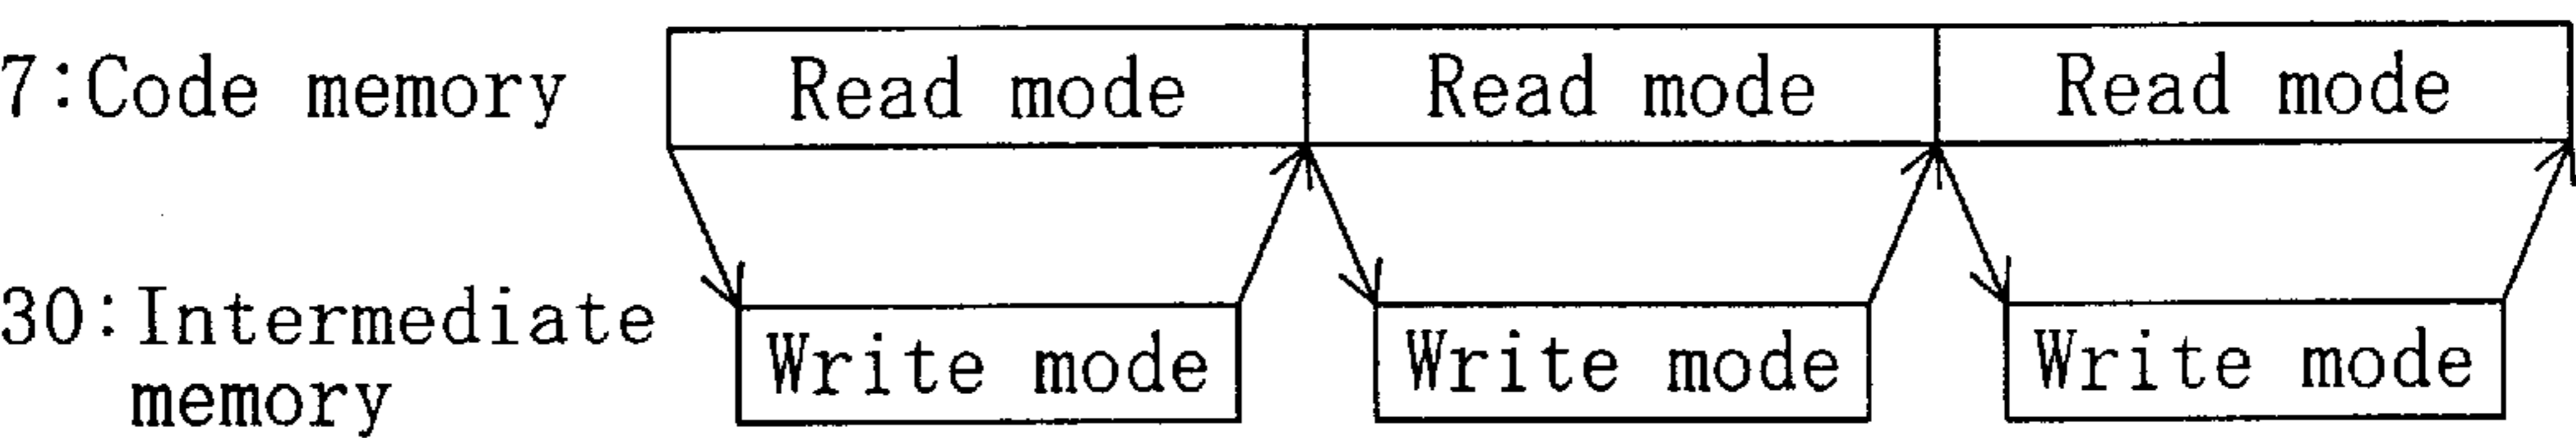 7:Code memory Read mode Read mode Read mode
30:Intermediate
memory
Write mode Write mode Write mode